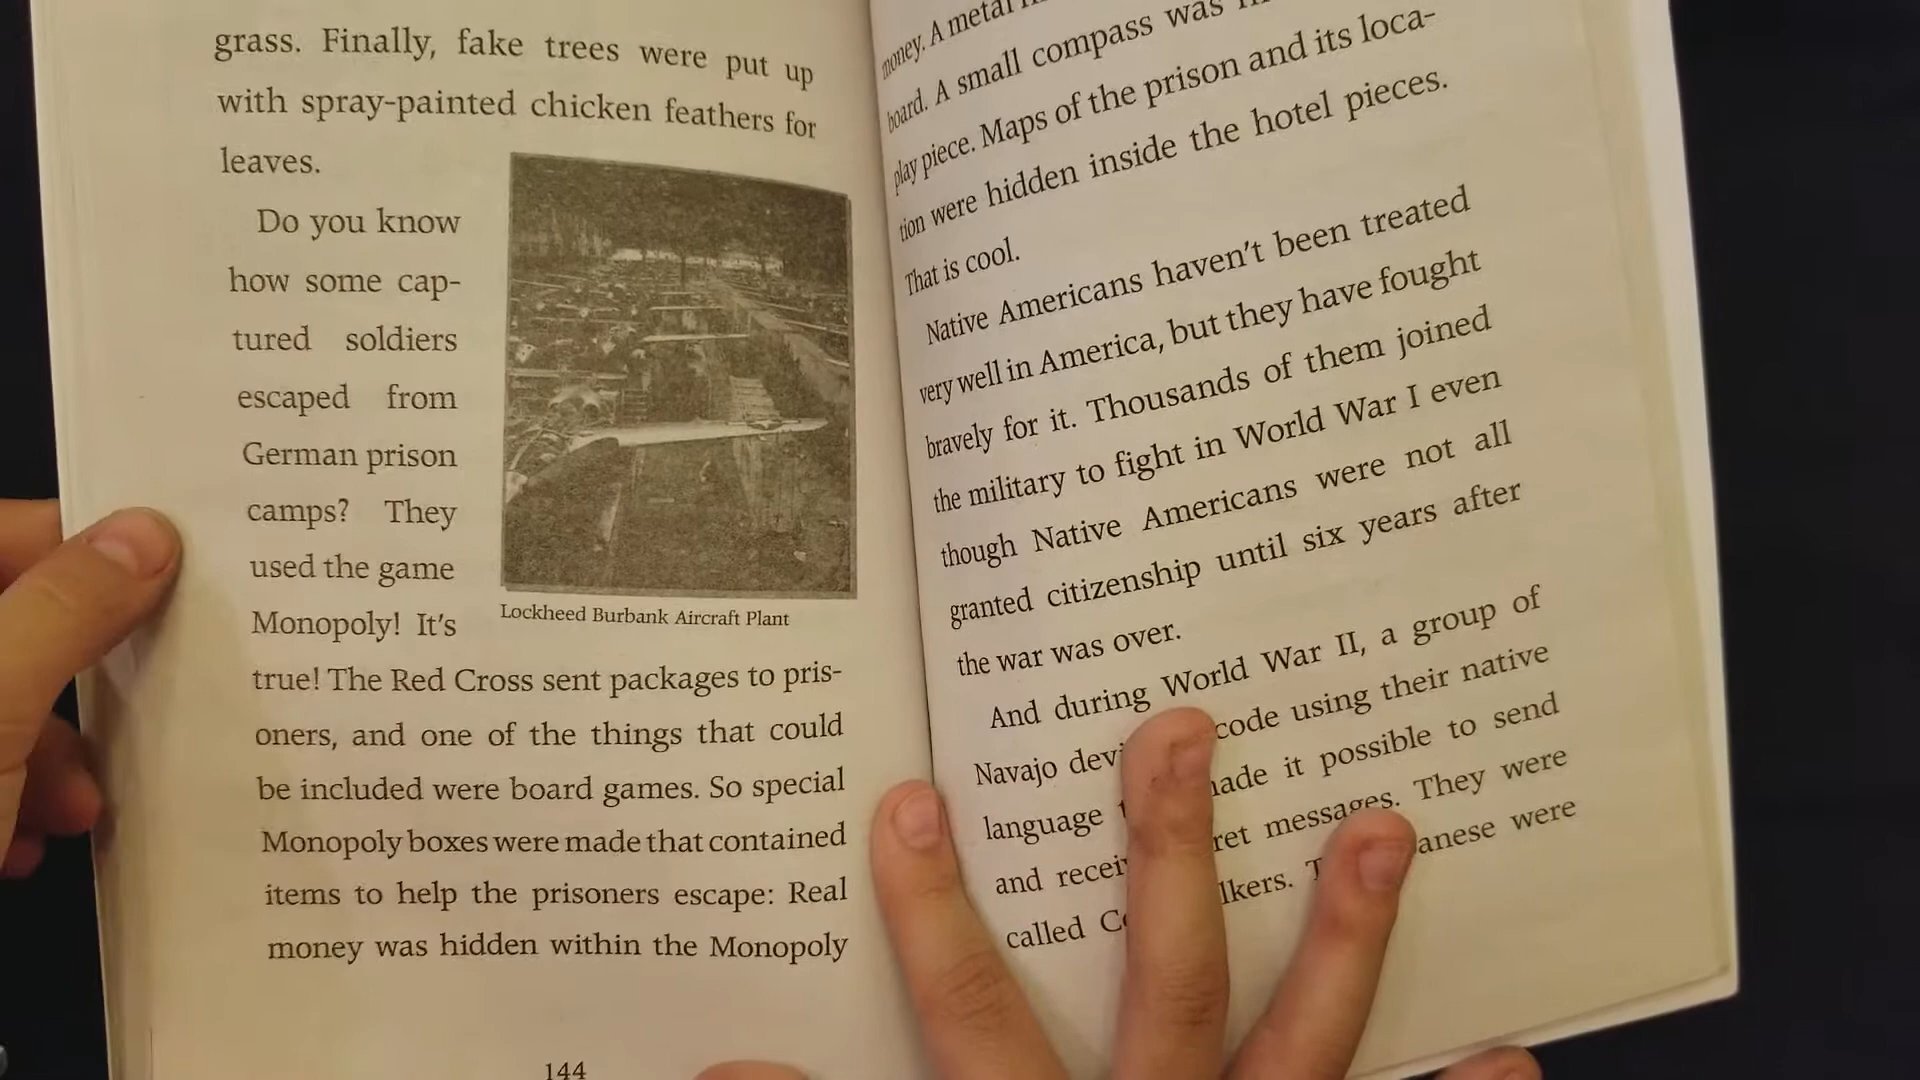 grass. Finally, fake trees were put up
with spray-painted chicken feathers for
leaves.
Do you know
how some cap-
tured soldiers
escaped from
German prison
camps? They
used the game
Monopoly! It's
true! The Red Cross sent packages to pris-
oners, and one of the things that could
be included were board games. So special
Monopoly boxes were made that contained
items to help the prisoners escape: Real
money was hidden within the Monopoly
Lockheed Burbank Aircraft Plant
144
money. A metal
board. A small compass was
play piece. Maps of the prison and its loca-
tion were hidden inside the hotel pieces.
That is cool.
Native Americans haven't been treated
very well in America, but they have fought
bravely for it. Thousands of them joined
the military to fight in World War I even
though Native Americans were not all
granted citizenship until six years after
the war was over.
And during World War II, a group of
Navajo code using their native
language it possible to send
and messages. They were
called were